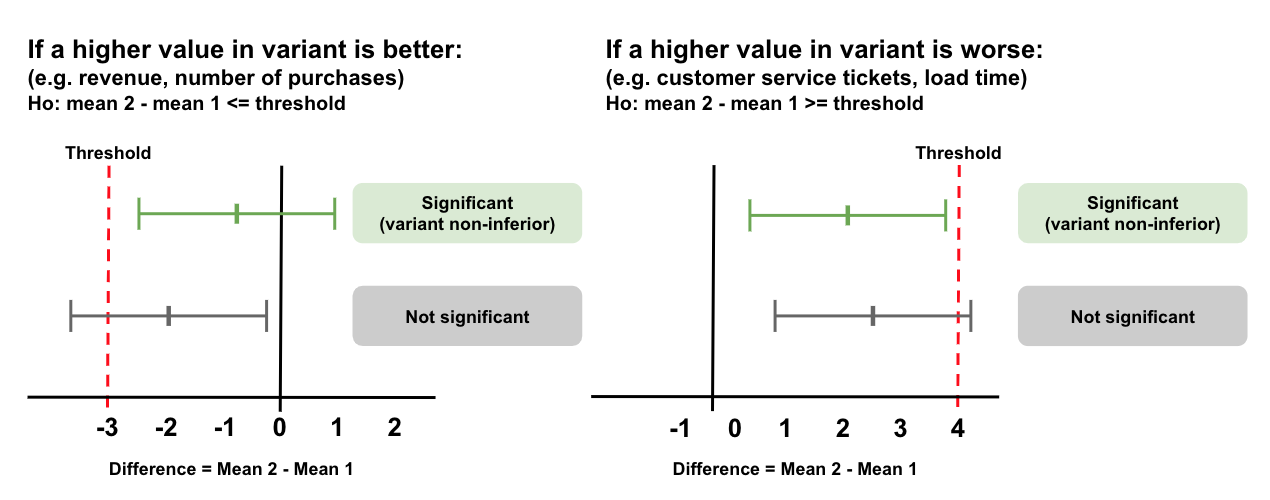 If a higher value in variant is better:
(e.g. revenue, number of purchases)
Ho: mean 2 - mean 1 <= threshold
Threshold
Significant
(variant non-inferior)
Not significant
-3 -2 -1 0 1 2
Difference = Mean 2 - Mean 1
If a higher value in variant is worse:
(e.g. customer service tickets, load time)
Ho: mean 2 - mean 1 >= threshold
Threshold
Significant
(variant non-inferior)
Not significant
-1 0 1 2 3 4
Difference = Mean 2 - Mean 1